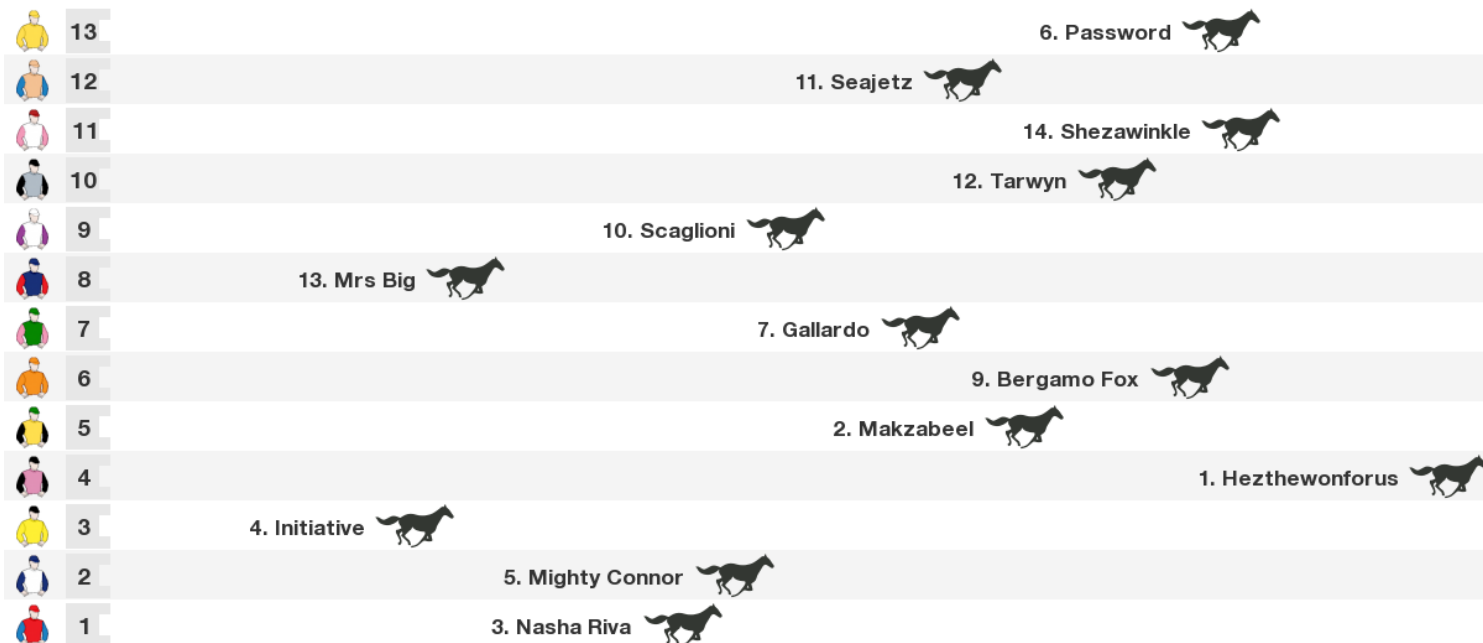 13 6. Password
12 11. Seajetz
11 14. Shezawinkle
10 12. Tarwyn
9 10. Scaglioni
8 13. Mrs Big
7 7. Gallardo
6 9. Bergamo Fox
5 2. Makzabeel
4 1. Hezthewonforus
3 4. Initiative
2 5. Mighty Connor
1 3. Nasha Riva